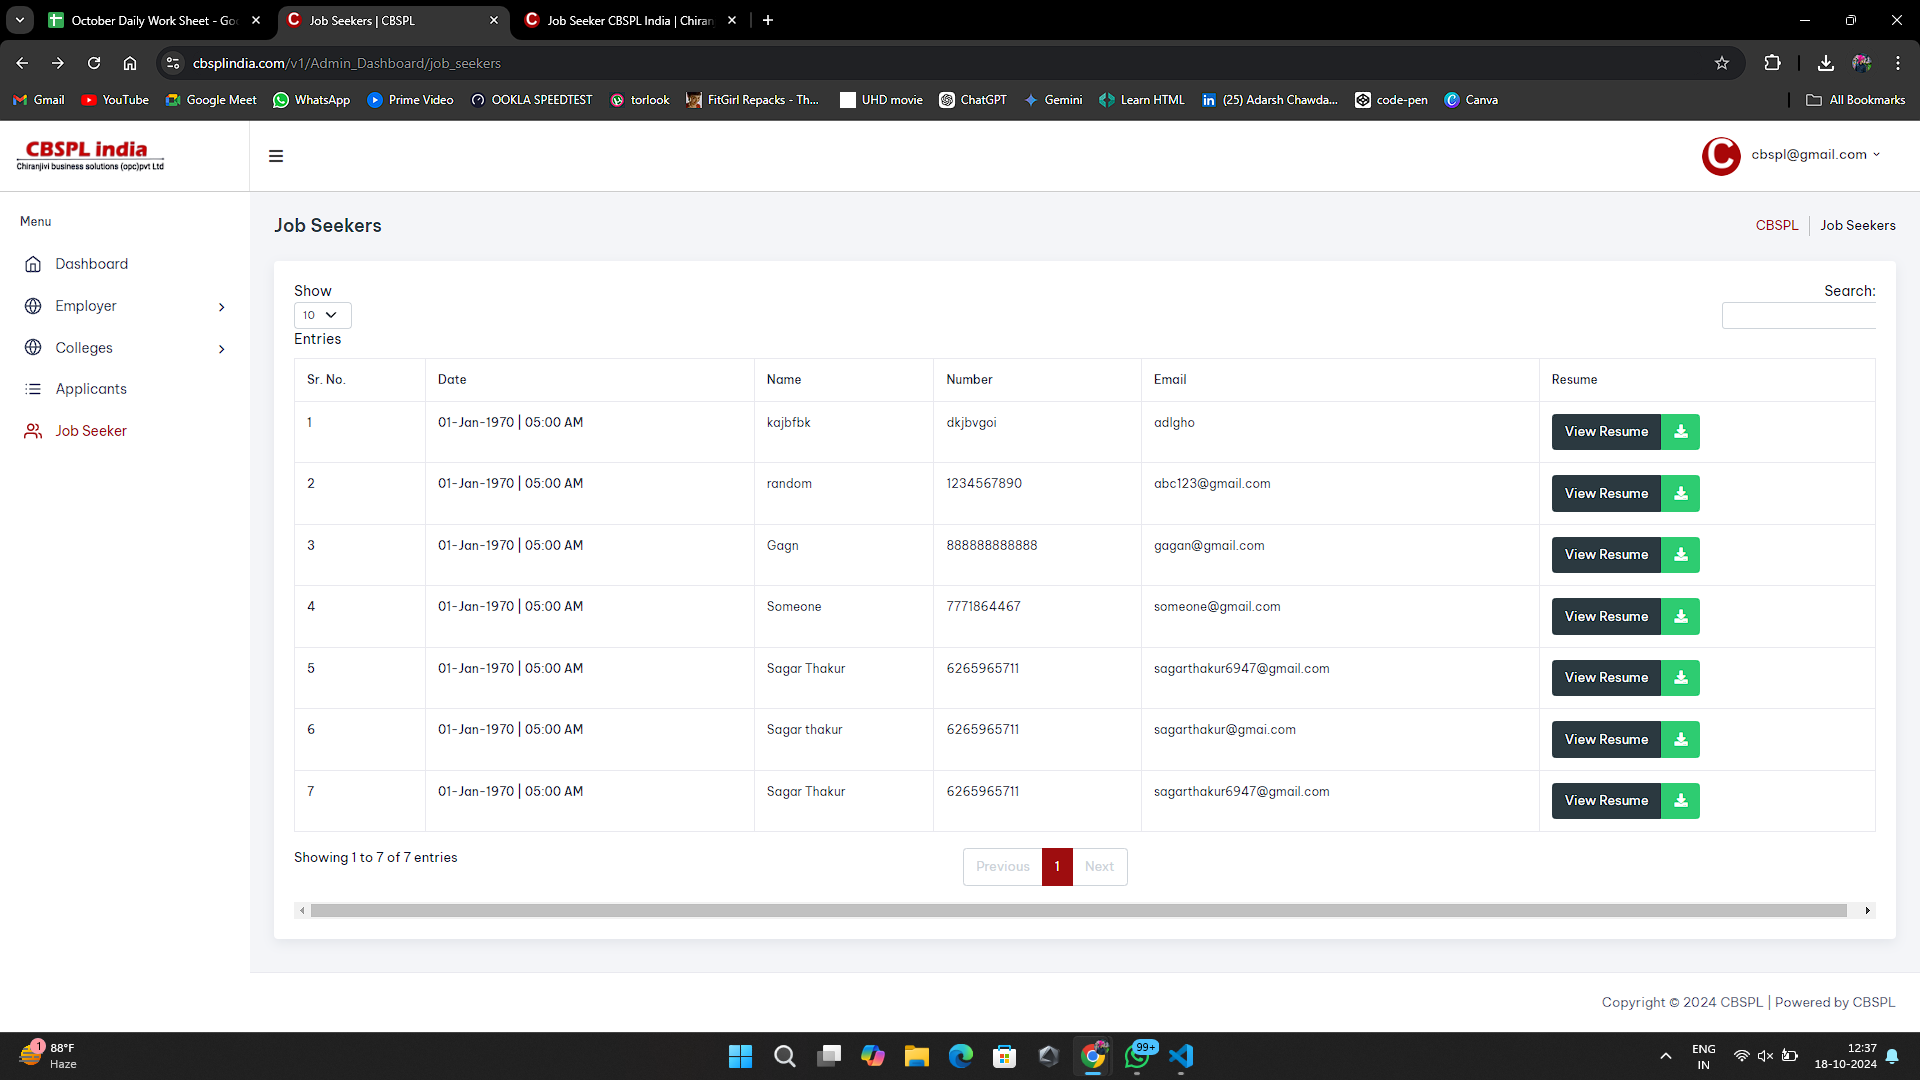 October Daily Work Sheet - Goo
Job Seekers | CBSPL
Job Seeker CBSPL India | Chiran
cbsplindia.com/v1/Admin_Dashboard/job_seekers
Gmail
YouTube
Google Meet
WhatsApp
Prime Video
OOKLA SPEEDTEST
torlook
FitGirl Repacks - Th...
UHD movie
ChatGPT
Gemini
Learn HTML
(25) Adarsh Chawda...
code-pen
Canva
All Bookmarks
CBSPL india
Chiranjivi business solutions (opc)pvt Ltd
cbspl@gmail.com
Menu
Dashboard
Employer
Colleges
Applicants
Job Seeker
Job Seekers
CBSPL | Job Seekers
Show
10
Entries
Search:
Sr. No. Date Name Number Email Resume
1 01-Jan-1970 | 05:00 AM kajbfbk dkjbvgoi adlgho View Resume
2 01-Jan-1970 | 05:00 AM random 1234567890 abc123@gmail.com View Resume
3 01-Jan-1970 | 05:00 AM Gagn 888888888888 gagan@gmail.com View Resume
4 01-Jan-1970 | 05:00 AM Someone 7771864467 someone@gmail.com View Resume
5 01-Jan-1970 | 05:00 AM Sagar Thakur 6265965711 sagarthakur6947@gmail.com View Resume
6 01-Jan-1970 | 05:00 AM Sagar thakur 6265965711 sagarthakur@gmai.com View Resume
7 01-Jan-1970 | 05:00 AM Sagar Thakur 6265965711 sagarthakur6947@gmail.com View Resume
Showing 1 to 7 of 7 entries
Previous 1 Next
Copyright © 2024 CBSPL | Powered by CBSPL
1
88°F
Haze
99+
ENG
IN
12:37
18-10-2024